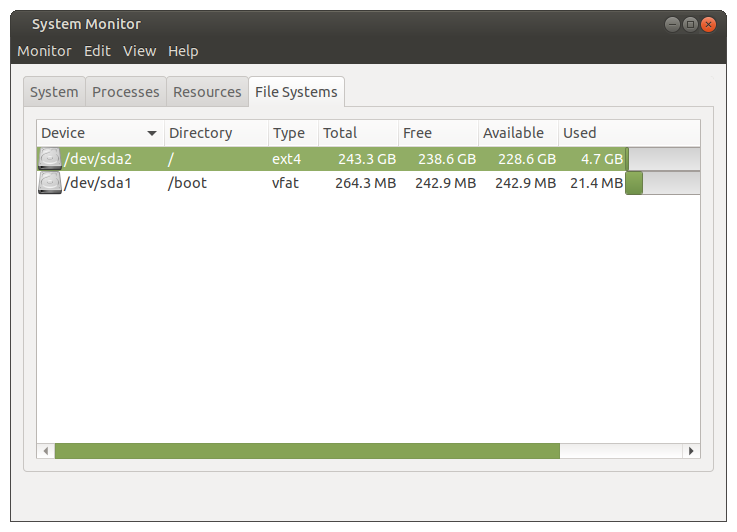 System Monitor
Monitor Edit View Help
System Processes Resources File Systems
Device Directory Type Total Free Available Used
/dev/sda2 / ext4 243.3 GB 238.6 GB 228.6 GB 4.7 GB
/dev/sda1 /boot vfat 264.3 MB 242.9 MB 242.9 MB 21.4 MB